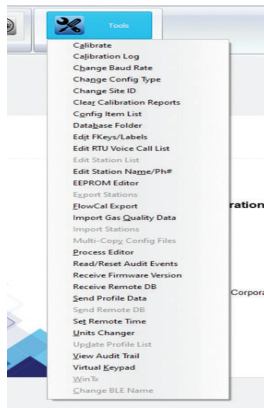 Tools
Calibrate
Calibration Log
Change Baud Rate
Change Config Type
Change Site ID
Clear Calibration Reports
Config Item List
Database Folder
Edit FKeys/Labels
Edit RTU Voice Call List
Edit Station List
Edit Station Name/Ph#
EEPROM Editor
Export Stations
FlowCal Export
Import Gas Quality Data
Import Stations
Multi-Copy Config Files
Process Editor
Read/Reset Audit Events
Receive Firmware Version
Receive Remote DB
Send Profile Data
Send Remote DB
Set Remote Time
Units Changer
Update Profile List
View Audit Trail
Virtual Keypad
WinTx
Change BLE Name
ration
Corpora